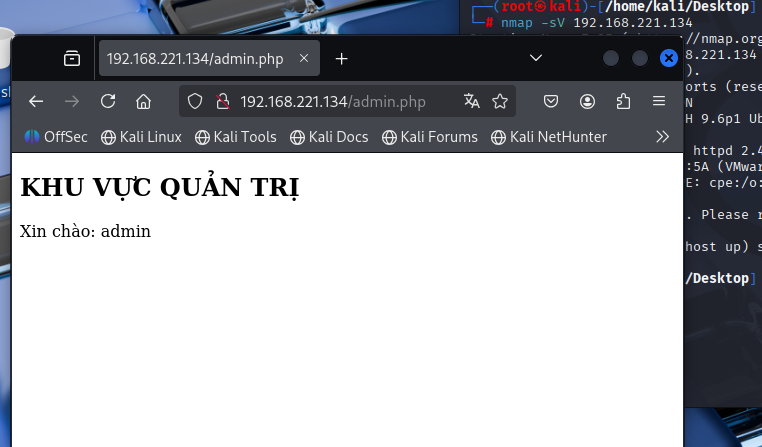 (root㉿kali)-[/home/kali/Desktop]
# nmap -sV 192.168.221.134
//nmap.org
8.221.134
).
orts (rese
N
H 9.6p1 Ub
httpd 2.4
:5A (VMwar
E: cpe:/o:
. Please r
host up) s
/Desktop]
192.168.221.134/admin.php
192.168.221.134/admin.php
OffSec Kali Linux Kali Tools Kali Docs Kali Forums Kali NetHunter
KHU VỰC QUẢN TRỊ
Xin chào: admin